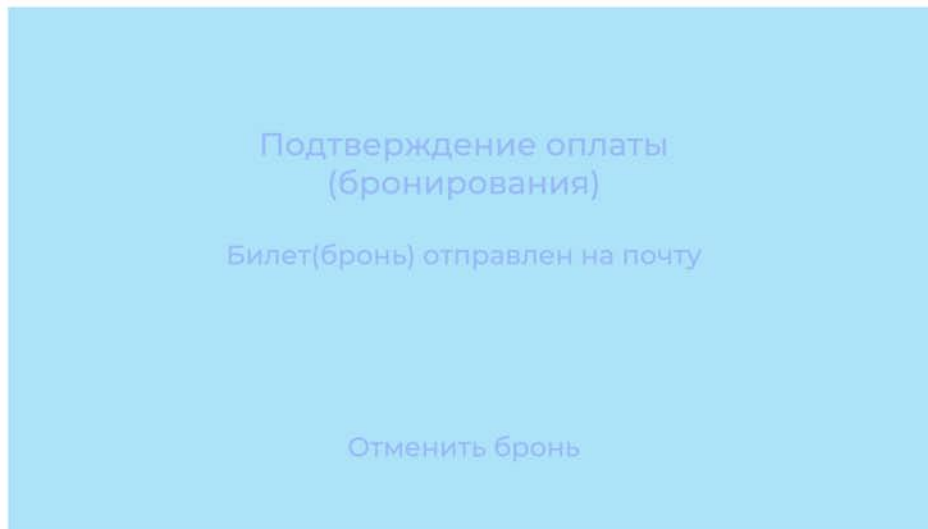 Подтверждение оплаты
(бронирования)
Билет(бронь) отправлен на почту
Отменить бронь